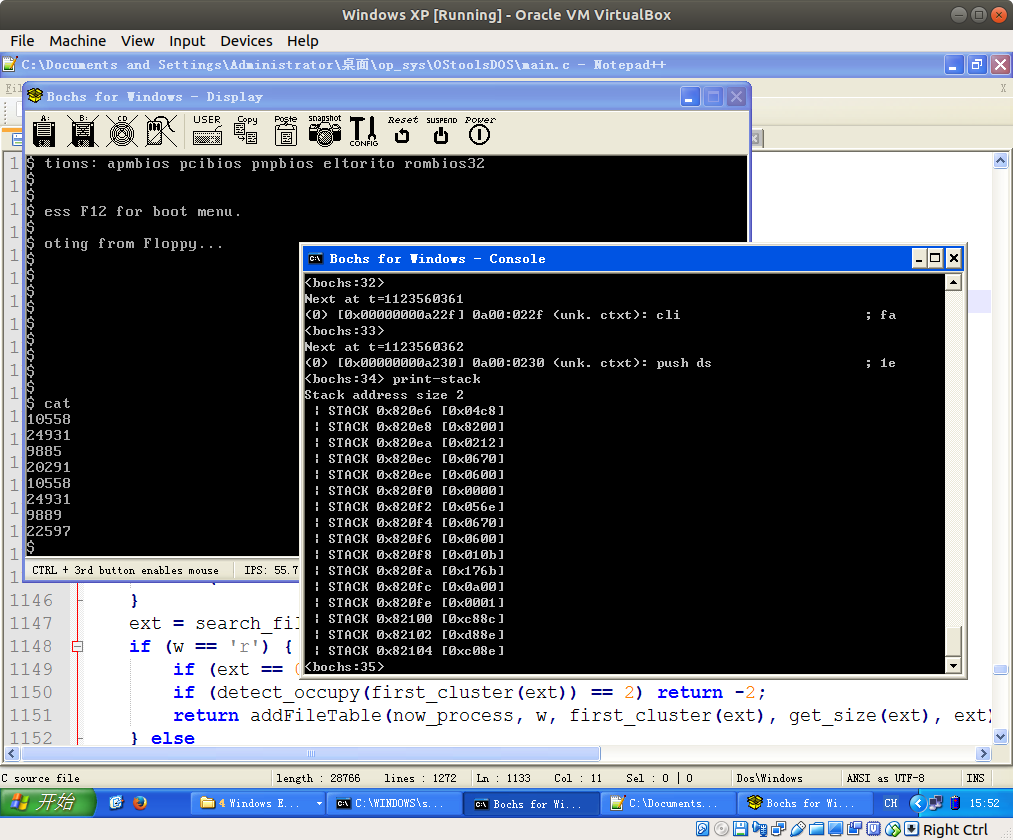 Windows XP [Running] - Oracle VM VirtualBox
File Machine View Input Devices Help
C:\Documents and Settings\Administrator\桌面\op_sys\OStoolsDOS\main.c - Notepad++
Bochs for Windows - Display
A: B: CD USER Copy Paste snapshot CONFIG Reset SUSPEND Power
$ tions: apmbios pcibios pnpbios eltorito rombios32
$
$
$ ess F12 for boot menu.
$
$ oting from Floppy...
$
$
$
$
$
$
$
$
$
$ cat
10558
24931
9885
20291
10558
24931
9889
22597
$
CTRL + 3rd button enables mouse IPS: 55.7
Bochs for Windows - Console
<bochs:32>
Next at t=1123560361
(0) [0x00000000a22f] 0a00:022f (unk. ctxt): cli ; fa
<bochs:33>
Next at t=1123560362
(0) [0x00000000a230] 0a00:0230 (unk. ctxt): push ds ; 1e
<bochs:34> print-stack
Stack address size 2
| STACK 0x820e6 [0x04c8]
| STACK 0x820e8 [0x8200]
| STACK 0x820ea [0x0212]
| STACK 0x820ec [0x0670]
| STACK 0x820ee [0x0600]
| STACK 0x820f0 [0x0000]
| STACK 0x820f2 [0x056e]
| STACK 0x820f4 [0x0670]
| STACK 0x820f6 [0x0600]
| STACK 0x820f8 [0x010b]
| STACK 0x820fa [0x176b]
| STACK 0x820fc [0x0a00]
| STACK 0x820fe [0x0001]
| STACK 0x82100 [0xc88c]
| STACK 0x82102 [0xd88e]
| STACK 0x82104 [0xc08e]
<bochs:35>
1146 }
1147 ext = search_fil
1148 if (w == 'r') {
1149 if (ext == (
1150 if (detect_occupy(first_cluster(ext)) == 2) return -2;
1151 return addFileTable(now_process, w, first_cluster(ext), get_size(ext), ext)
1152 } else
C source file length : 28766 lines : 1272 Ln : 1133 Col : 11 Sel : 0 | 0 Dos\Windows ANSI as UTF-8 INS
开始 4 Windows E... C:\WINDOWS\s... Bochs for Wi... C:\Documents... Bochs for Wi... CH 15:52
Right Ctrl